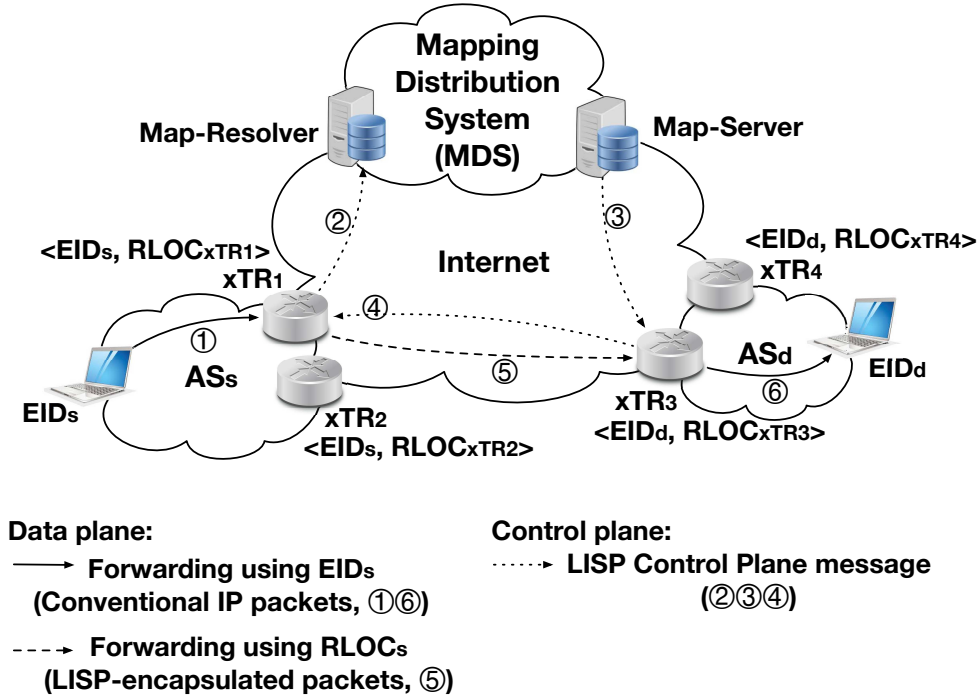 Mapping
Distribution
System
(MDS)
Map-Resolver
Map-Server
②
③
<EIDs, RLOCxTR1>
xTR1
<EIDd, RLOCxTR4>
xTR4
Internet
④
①
ASs
EIDs
⑤
ASd
⑥
EIDd
xTR2
<EIDs, RLOCxTR2>
xTR3
<EIDd, RLOCxTR3>
Data plane:
Forwarding using EIDs
(Conventional IP packets, ①⑥)
Forwarding using RLOCs
(LISP-encapsulated packets, ⑤)
Control plane:
LISP Control Plane message
(②③④)